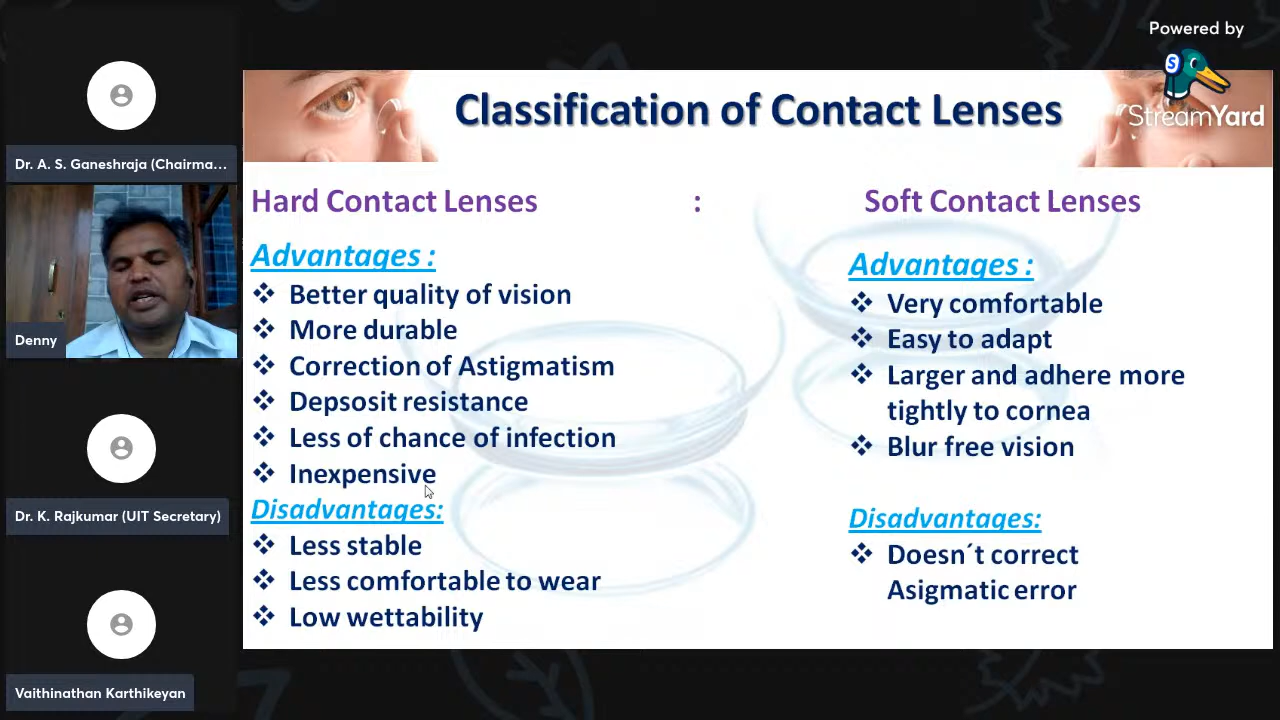 Powered by
S
StreamYard
Dr. A. S. Ganeshraja (Chairma...
Denny
Dr. K. Rajkumar (UIT Secretary)
Vaithinathan Karthikeyan
Classification of Contact Lenses
Hard Contact Lenses : Soft Contact Lenses
Advantages :
❖ Better quality of vision
❖ More durable
❖ Correction of Astigmatism
❖ Depsosit resistance
❖ Less of chance of infection
❖ Inexpensive
Disadvantages:
❖ Less stable
❖ Less comfortable to wear
❖ Low wettability
Advantages :
❖ Very comfortable
❖ Easy to adapt
❖ Larger and adhere more
tightly to cornea
❖ Blur free vision
Disadvantages:
❖ Doesn´t correct
Asigmatic error